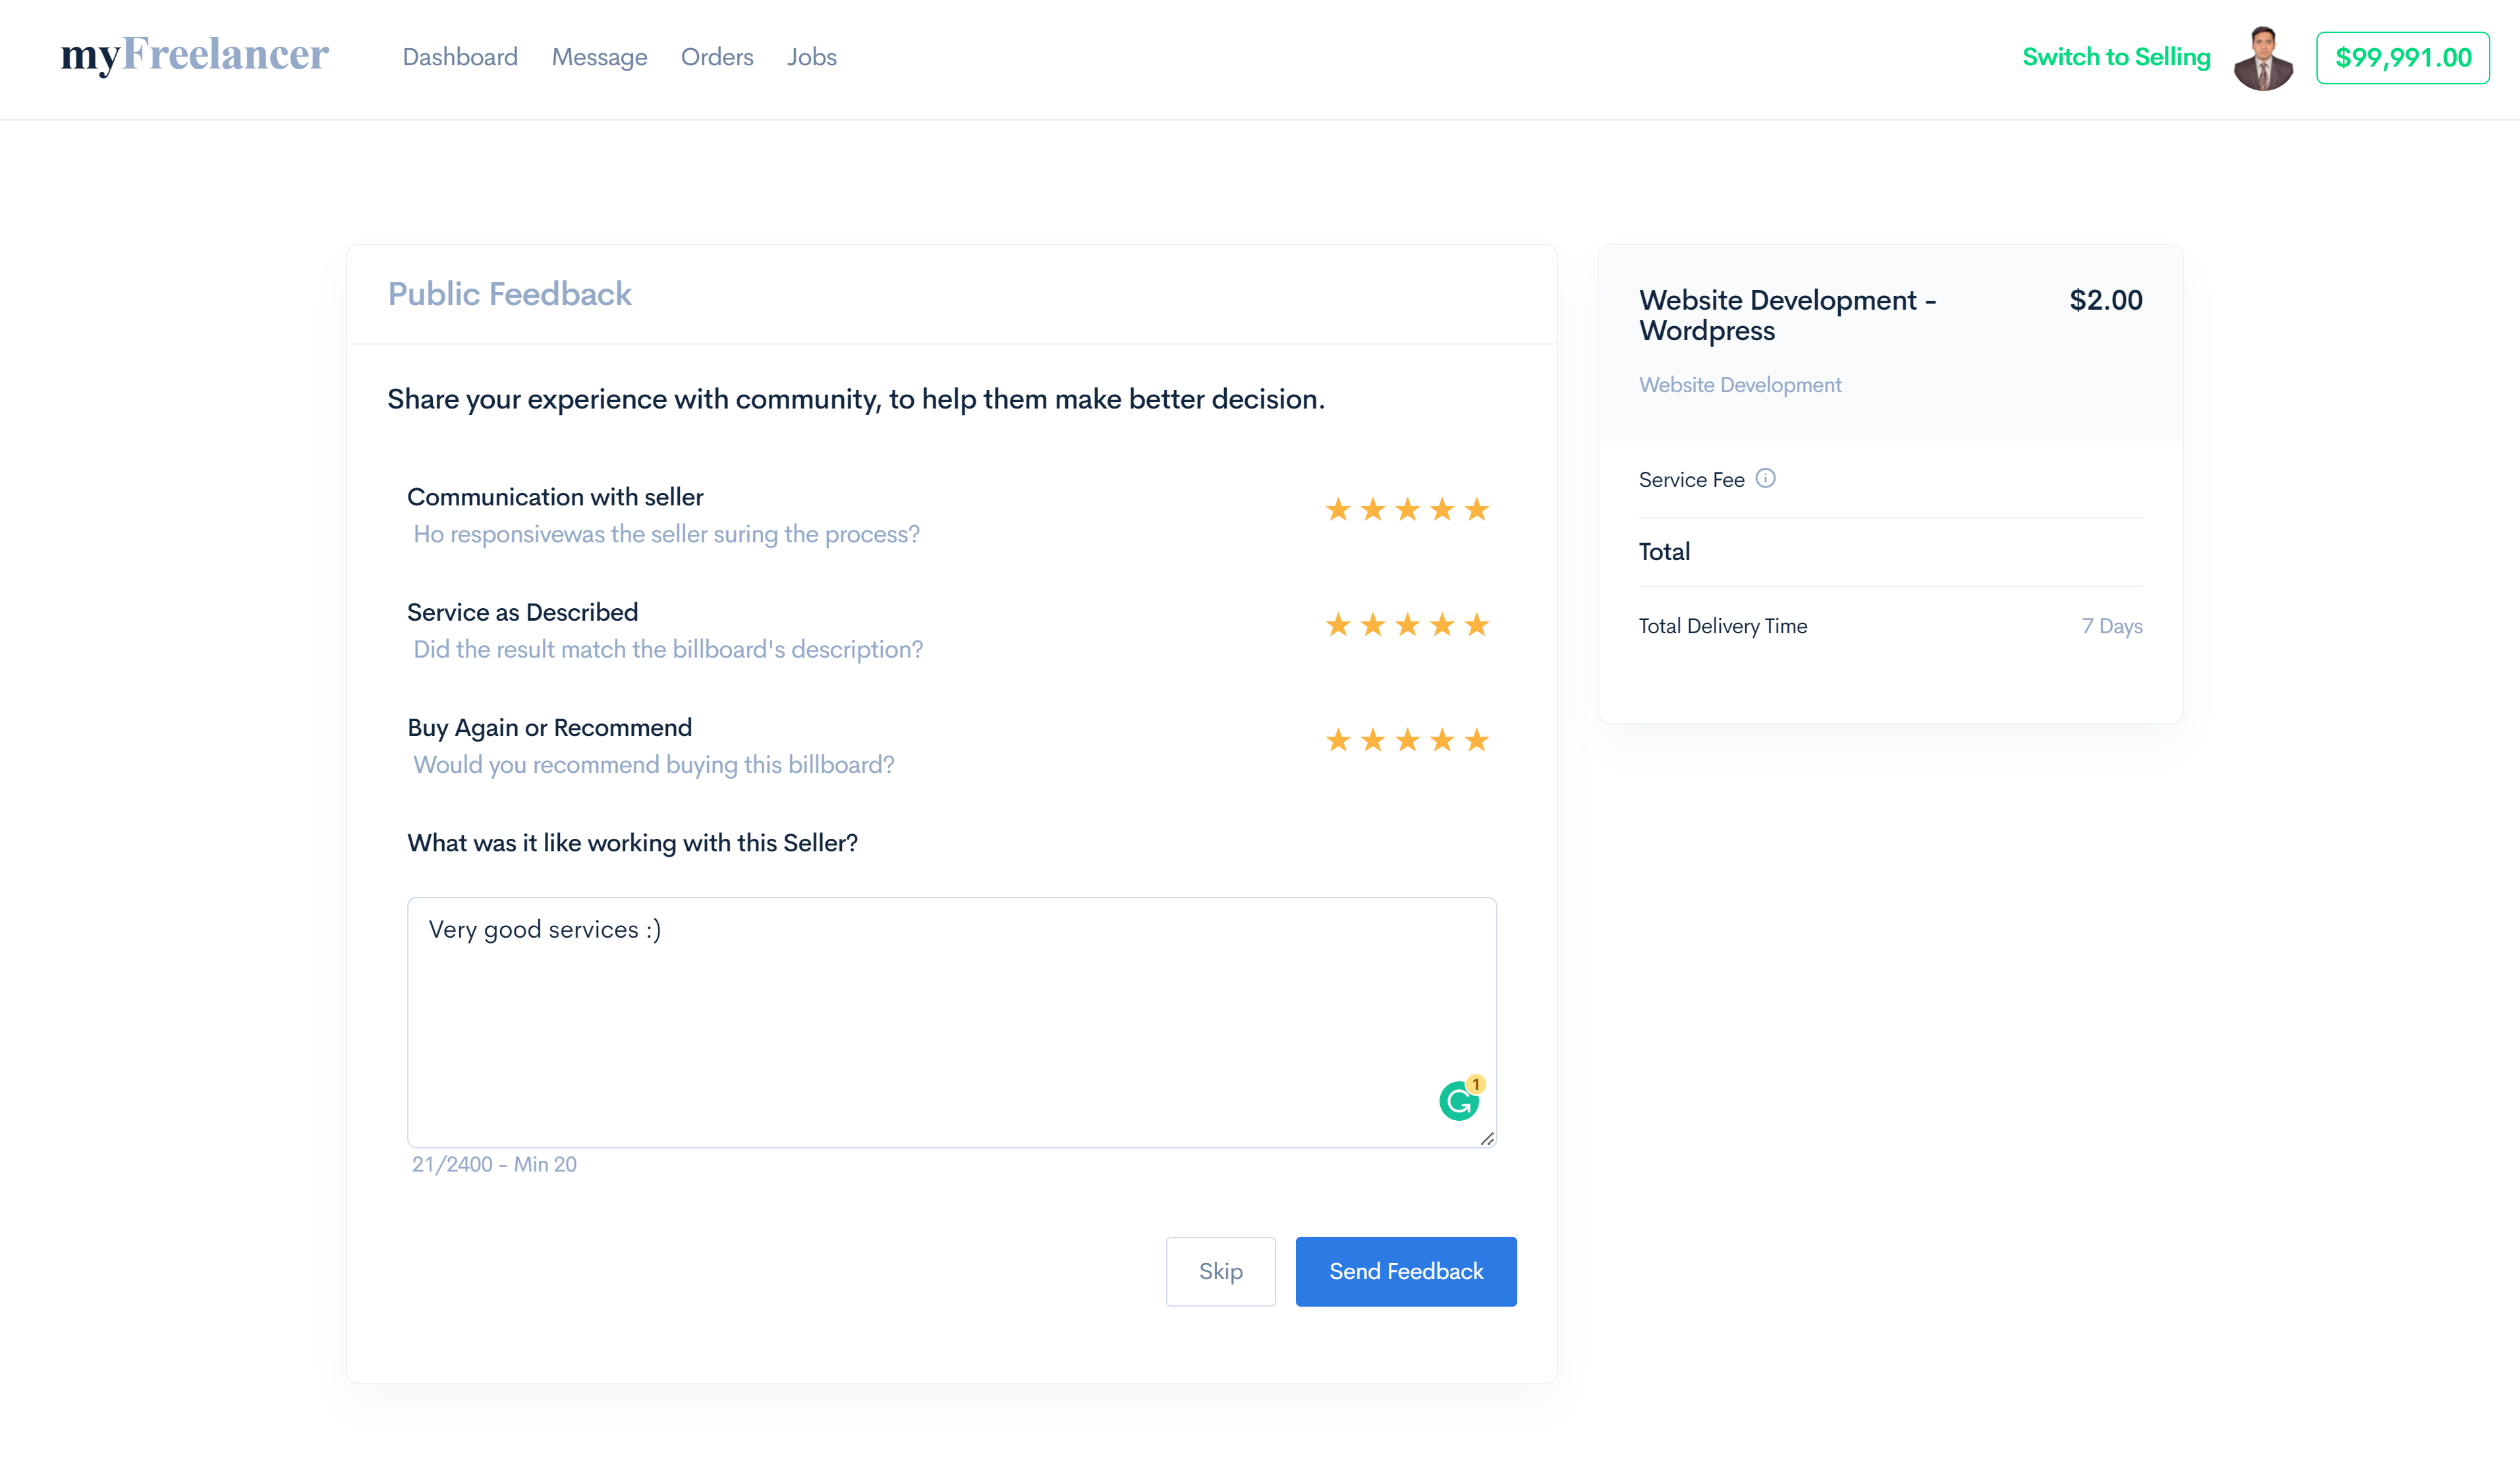 myFreelancer
Dashboard
Message
Orders
Jobs
Switch to Selling
$99,991.00
Public Feedback
Share your experience with community, to help them make better decision.
Communication with seller
Ho responsivewas the seller suring the process?
Service as Described
Did the result match the billboard's description?
Buy Again or Recommend
Would you recommend buying this billboard?
What was it like working with this Seller?
Very good services :)
1
21/2400 - Min 20
Skip
Send Feedback
Website Development -
Wordpress
$2.00
Website Development
Service Fee
Total
Total Delivery Time
7 Days